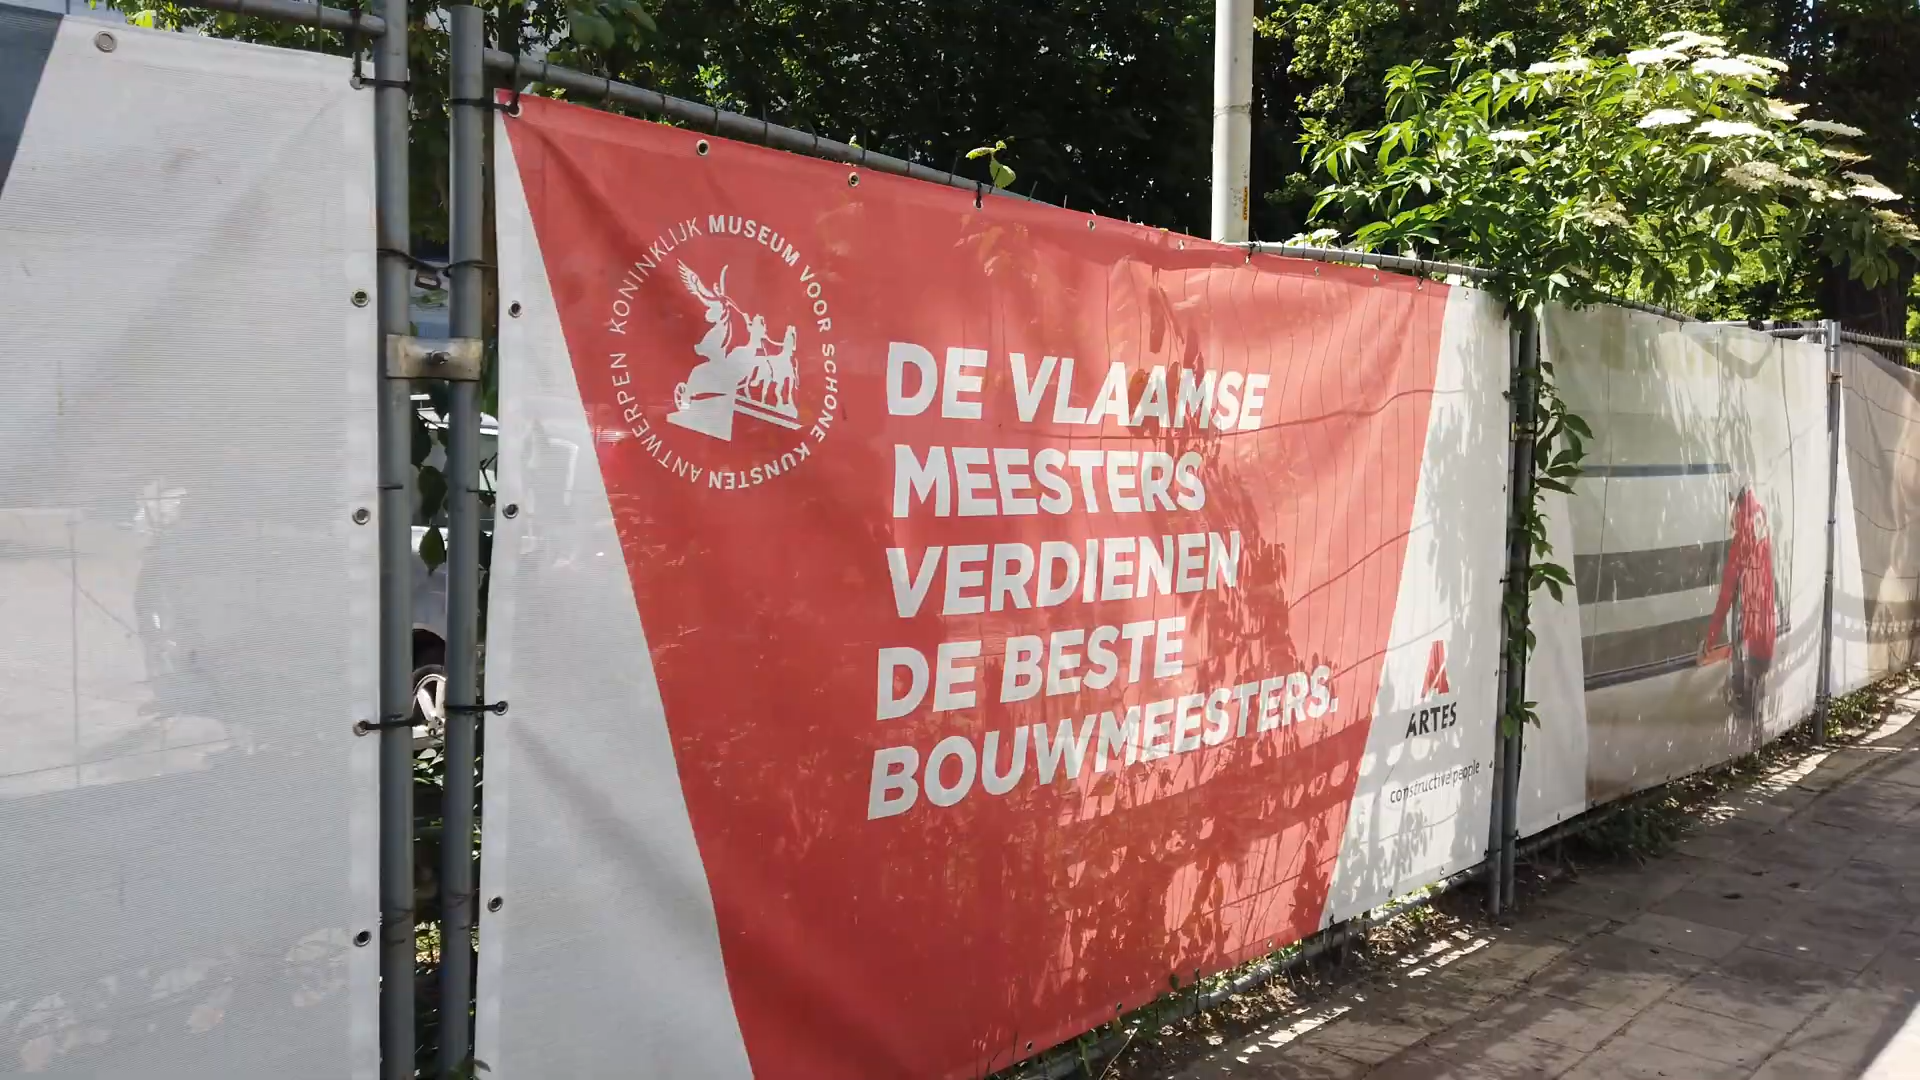 KONINKLIJK MUSEUM VOOR SCHONE KUNSTEN ANTWERPEN
DE VLAAMSE
MEESTERS
VERDIENEN
DE BESTE
BOUWMEESTERS.
ARTES
constructive people